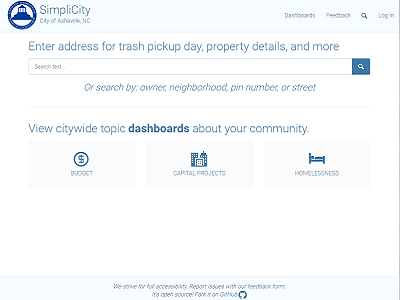 SimpliCity
City of Asheville, NC
Dashboards Feedback Log in
Enter address for trash pickup day, property details, and more
Search text...
Or search by: owner, neighborhood, pin number, or street
View citywide topic dashboards about your community.
BUDGET CAPITAL PROJECTS HOMELESSNESS
We strive for full accessibility. Report issues with our feedback form.
It's open source! Fork it on GitHub